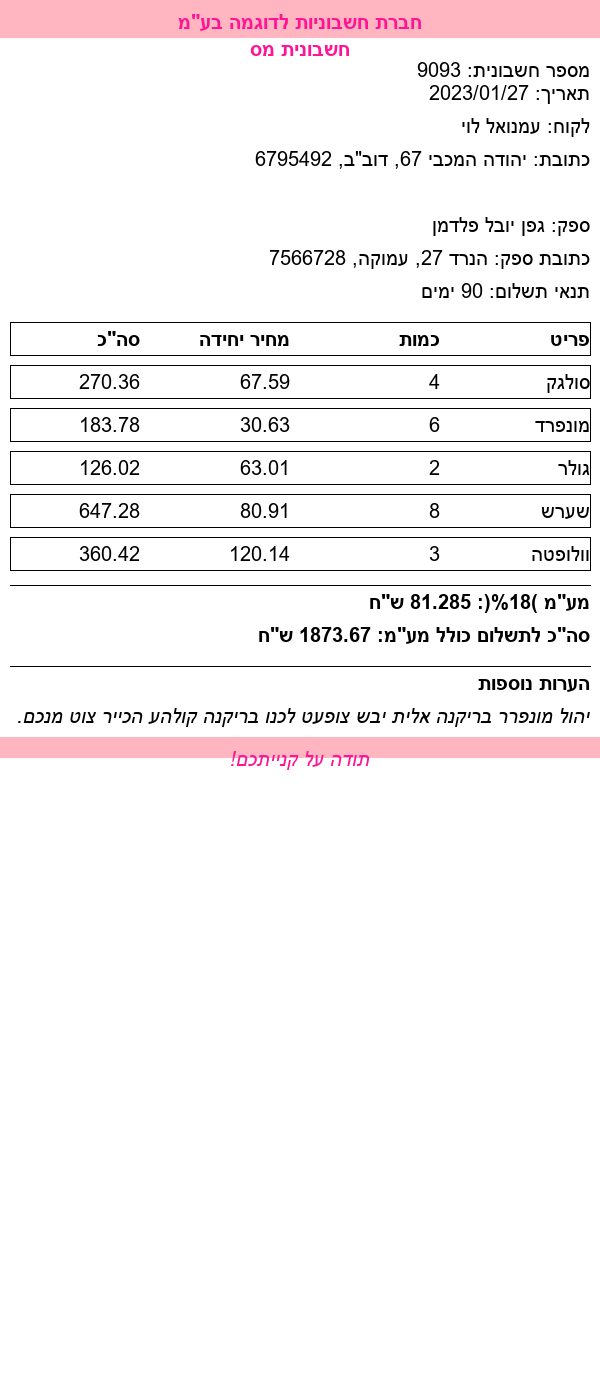 חברת חשבוניות לדוגמה בע"מ
חשבונית מס
מספר חשבונית: 9093
תאריך: 2023/01/27
לקוח: עמנואל לוי
כתובת: יהודה המכבי 67, דוב"ב, 6795492
ספק: גפן יובל פלדמן
כתובת ספק: הנרד 27, עמוקה, 7566728
תנאי תשלום: 90 ימים
פריט כמות מחיר יחידה סה"כ
סולגק 4 67.59 270.36
מונפרד 6 30.63 183.78
גולר 2 63.01 126.02
שערש 8 80.91 647.28
וולופטה 3 120.14 360.42
מע"מ )18%(: 81.285 ש"ח
סה"כ לתשלום כולל מע"מ: 1873.67 ש"ח
הערות נוספות
יהול מונפרר בריקנה אלית יבש צופעט לכנו בריקנה קולהע הכייר צוט מנכם.
תודה על קנייתכם!